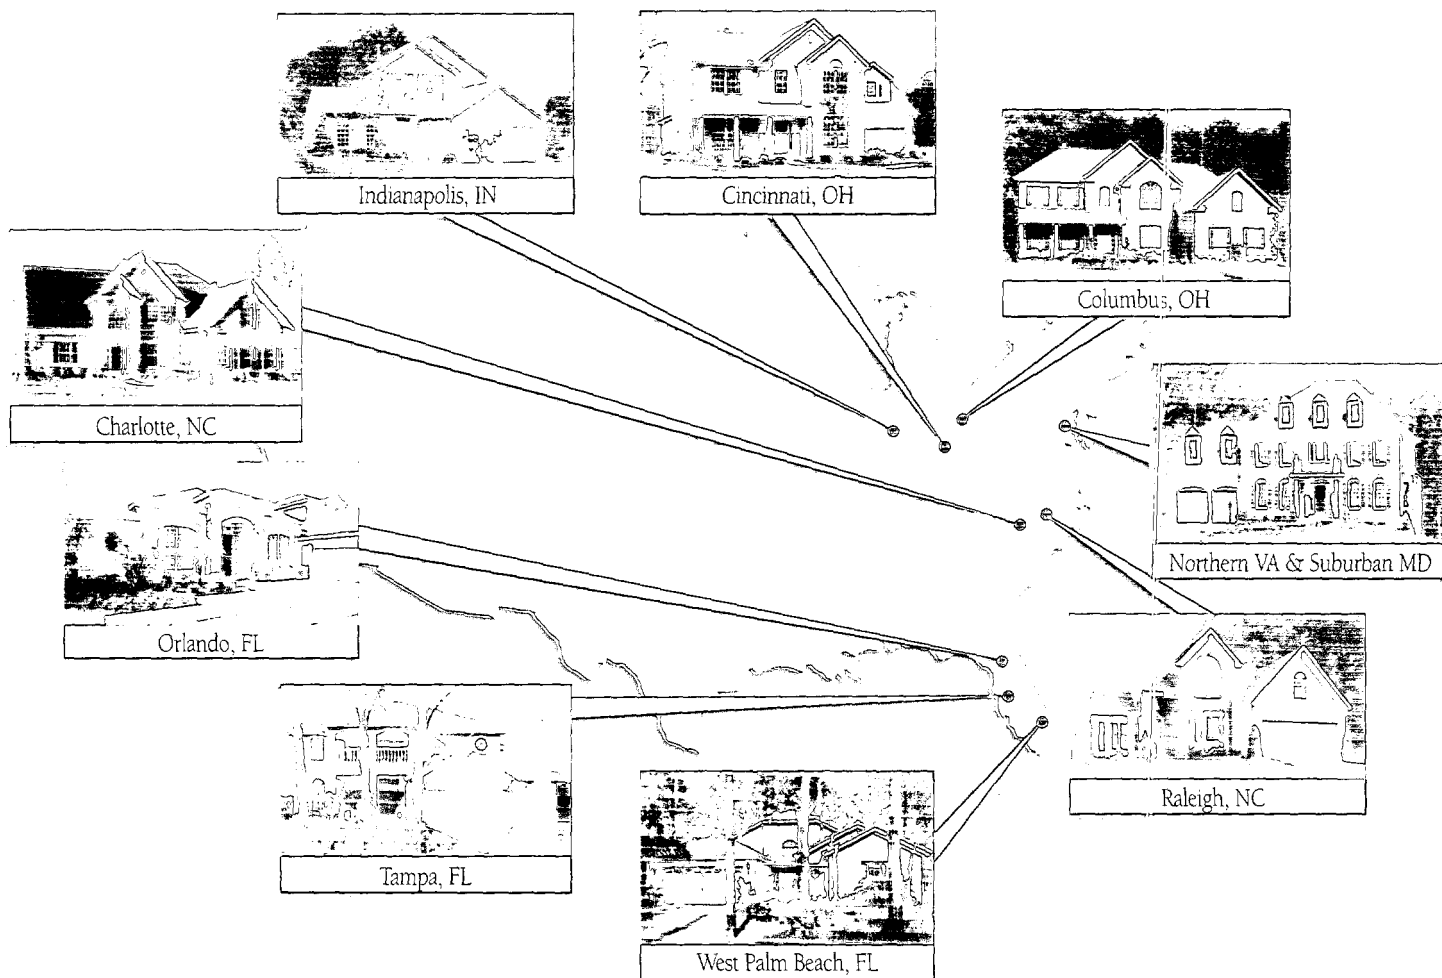 Indianapolis, IN
Cincinnati, OH
Columbus, OH
Charlotte, NC
Northern VA & Suburban MD
Orlando, FL
Raleigh, NC
Tampa, FL
West Palm Beach, FL